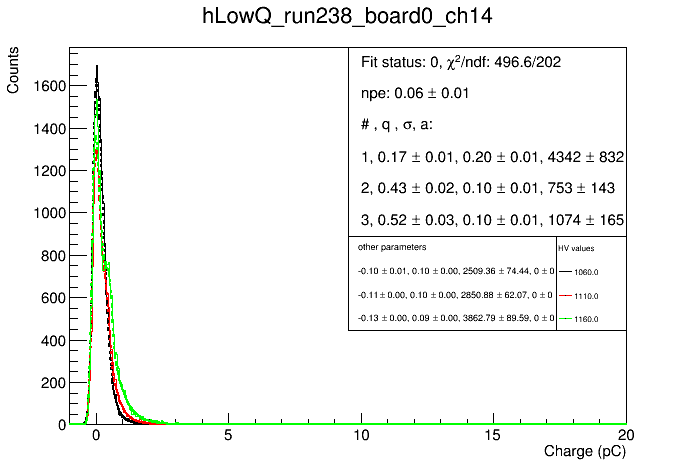 hLowQ_run238_board0_ch14
Counts
Fit status: 0, χ²/ndf: 496.6/202
npe: 0.06 ± 0.01
# , q , σ, a:
1, 0.17 ± 0.01, 0.20 ± 0.01, 4342 ± 832
2, 0.43 ± 0.02, 0.10 ± 0.01, 753 ± 143
3, 0.52 ± 0.03, 0.10 ± 0.01, 1074 ± 165
other parameters
-0.10 ± 0.01, 0.10 ± 0.00, 2509.36 ± 74.44, 0 ± 0
-0.11 ± 0.00, 0.10 ± 0.00, 2850.88 ± 62.07, 0 ± 0
-0.13 ± 0.00, 0.09 ± 0.00, 3862.79 ± 89.59, 0 ± 0
HV values
1060.0
1110.0
1160.0
1600
1400
1200
1000
800
600
400
200
0
0 5 10 15 20
Charge (pC)